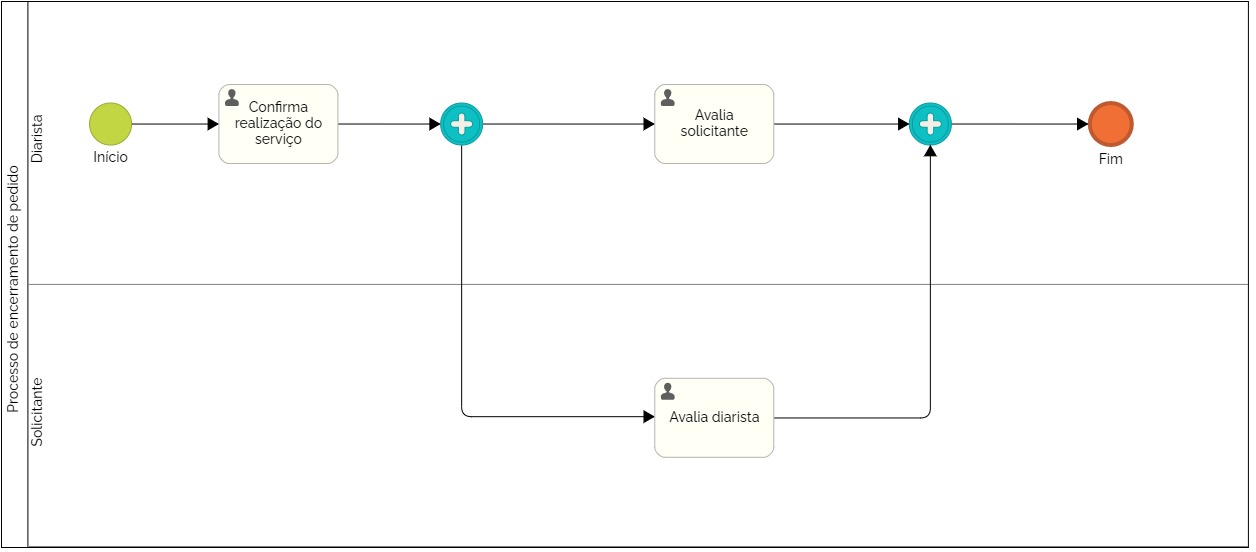 Processo de encerramento de pedido
Diarista
Início
Confirma
realização do
serviço
Avalia
solicitante
Fim
Solicitante
Avalia diarista